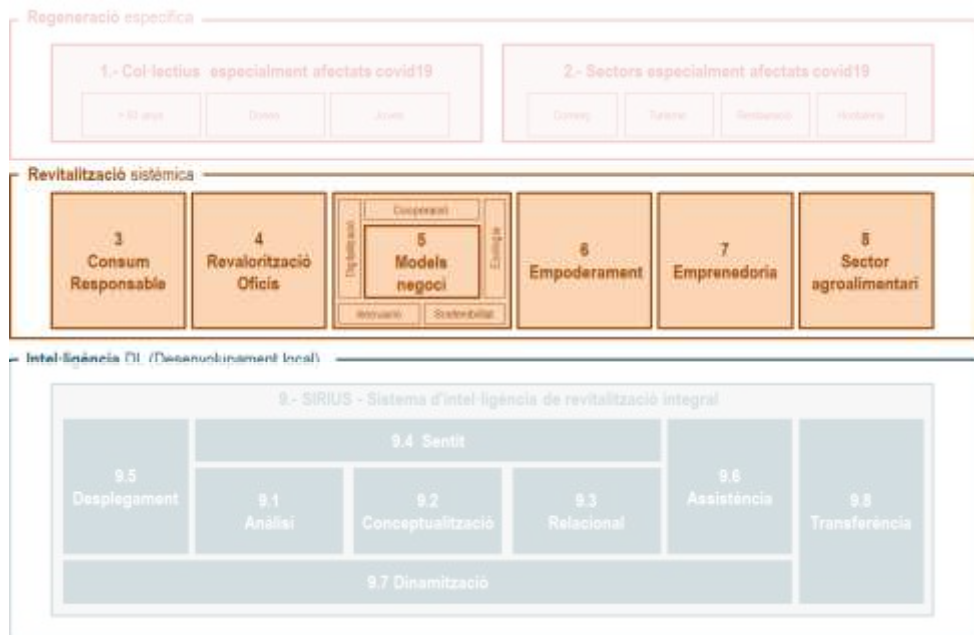 Regeneració específica
1.- Col·lectius especialment afectats covid19
2.- Sectors especialment afectats covid19
Dones
Joves
Comerç
Turisme
Restauració
Revitalització sistèmica
3
Consum
Responsable
4
Revalorització
Oficis
Digitalització
Cooperació
5
Models
negoci
Ecologia
Innovació
Sostenibilitat
6
Empoderament
7
Emprenedoria
8
Sector
agroalimentari
Intel·ligència DL (Desenvolupament local)
9.- SIRIUS - Sistema d'intel·ligència de revitalització integral
9.5
Desplegament
9.4 Sentit
9.1
Anàlisi
9.2
Conceptualització
9.3
Relacional
9.6
Assistència
9.8
Transferència
9.7 Dinamització